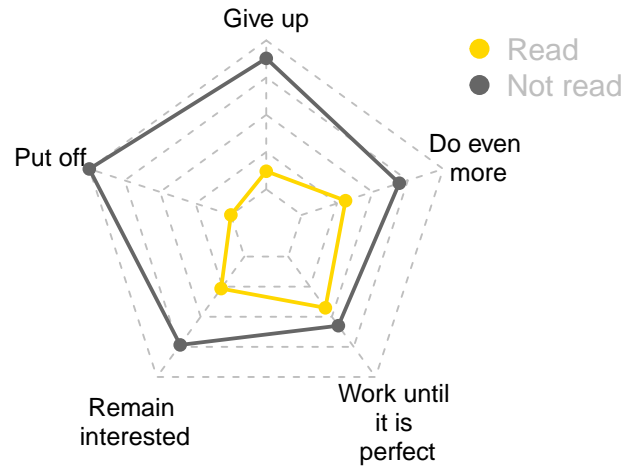 Give up
Read
Not read
Put off
Do even
more
Remain
interested
Work until
it is
perfect